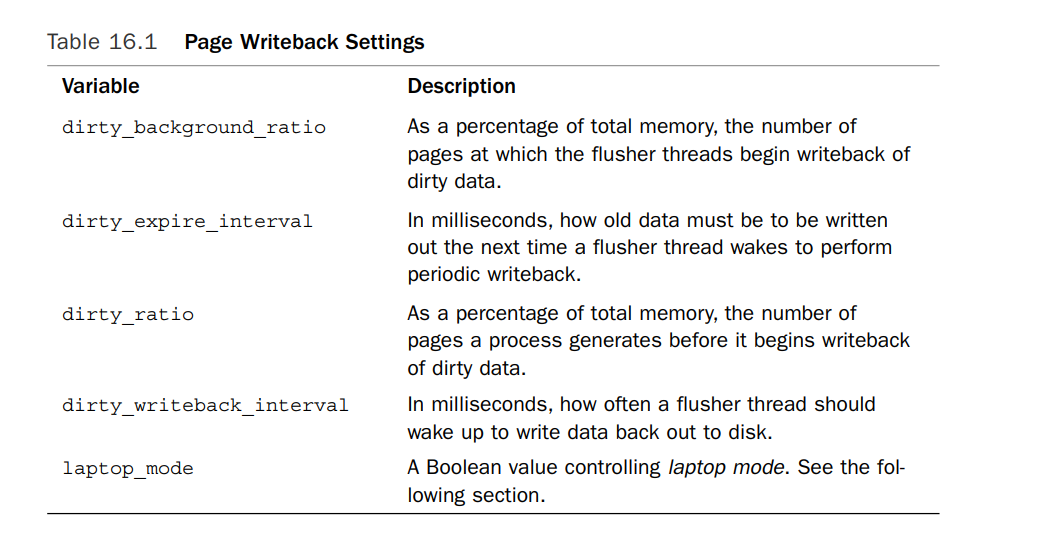 Table 16.1 Page Writeback Settings
Variable Description
dirty_background_ratio As a percentage of total memory, the number of
pages at which the flusher threads begin writeback of
dirty data.
dirty_expire_interval In milliseconds, how old data must be to be written
out the next time a flusher thread wakes to perform
periodic writeback.
dirty_ratio As a percentage of total memory, the number of
pages a process generates before it begins writeback
of dirty data.
dirty_writeback_interval In milliseconds, how often a flusher thread should
wake up to write data back out to disk.
laptop_mode A Boolean value controlling laptop mode. See the fol-
lowing section.